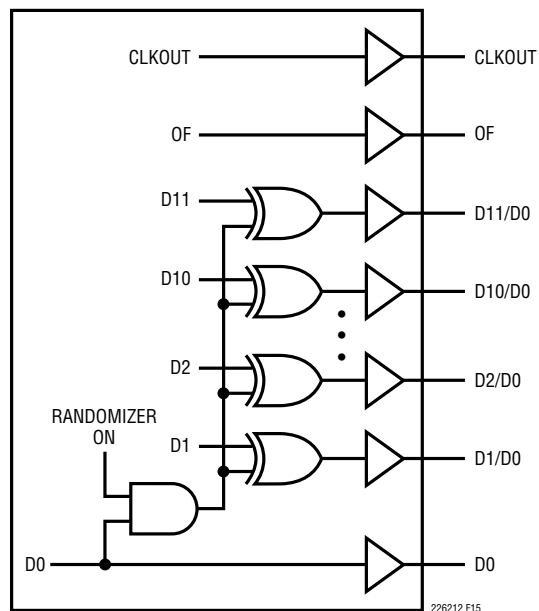 CLKOUT
CLKOUT
OF
OF
D11
D11/D0
D10
D10/D0
D2
D2/D0
RANDOMIZER
ON
D1
D1/D0
D0
D0
226212 F15